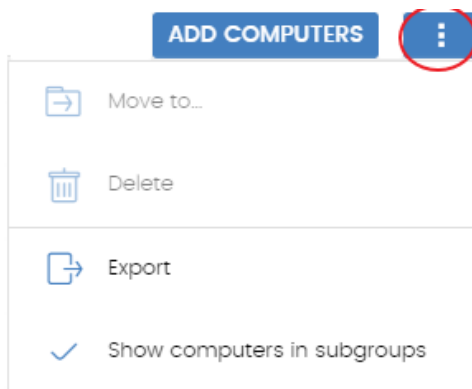 ADD COMPUTERS
Move to...
Delete
Export
Show computers in subgroups